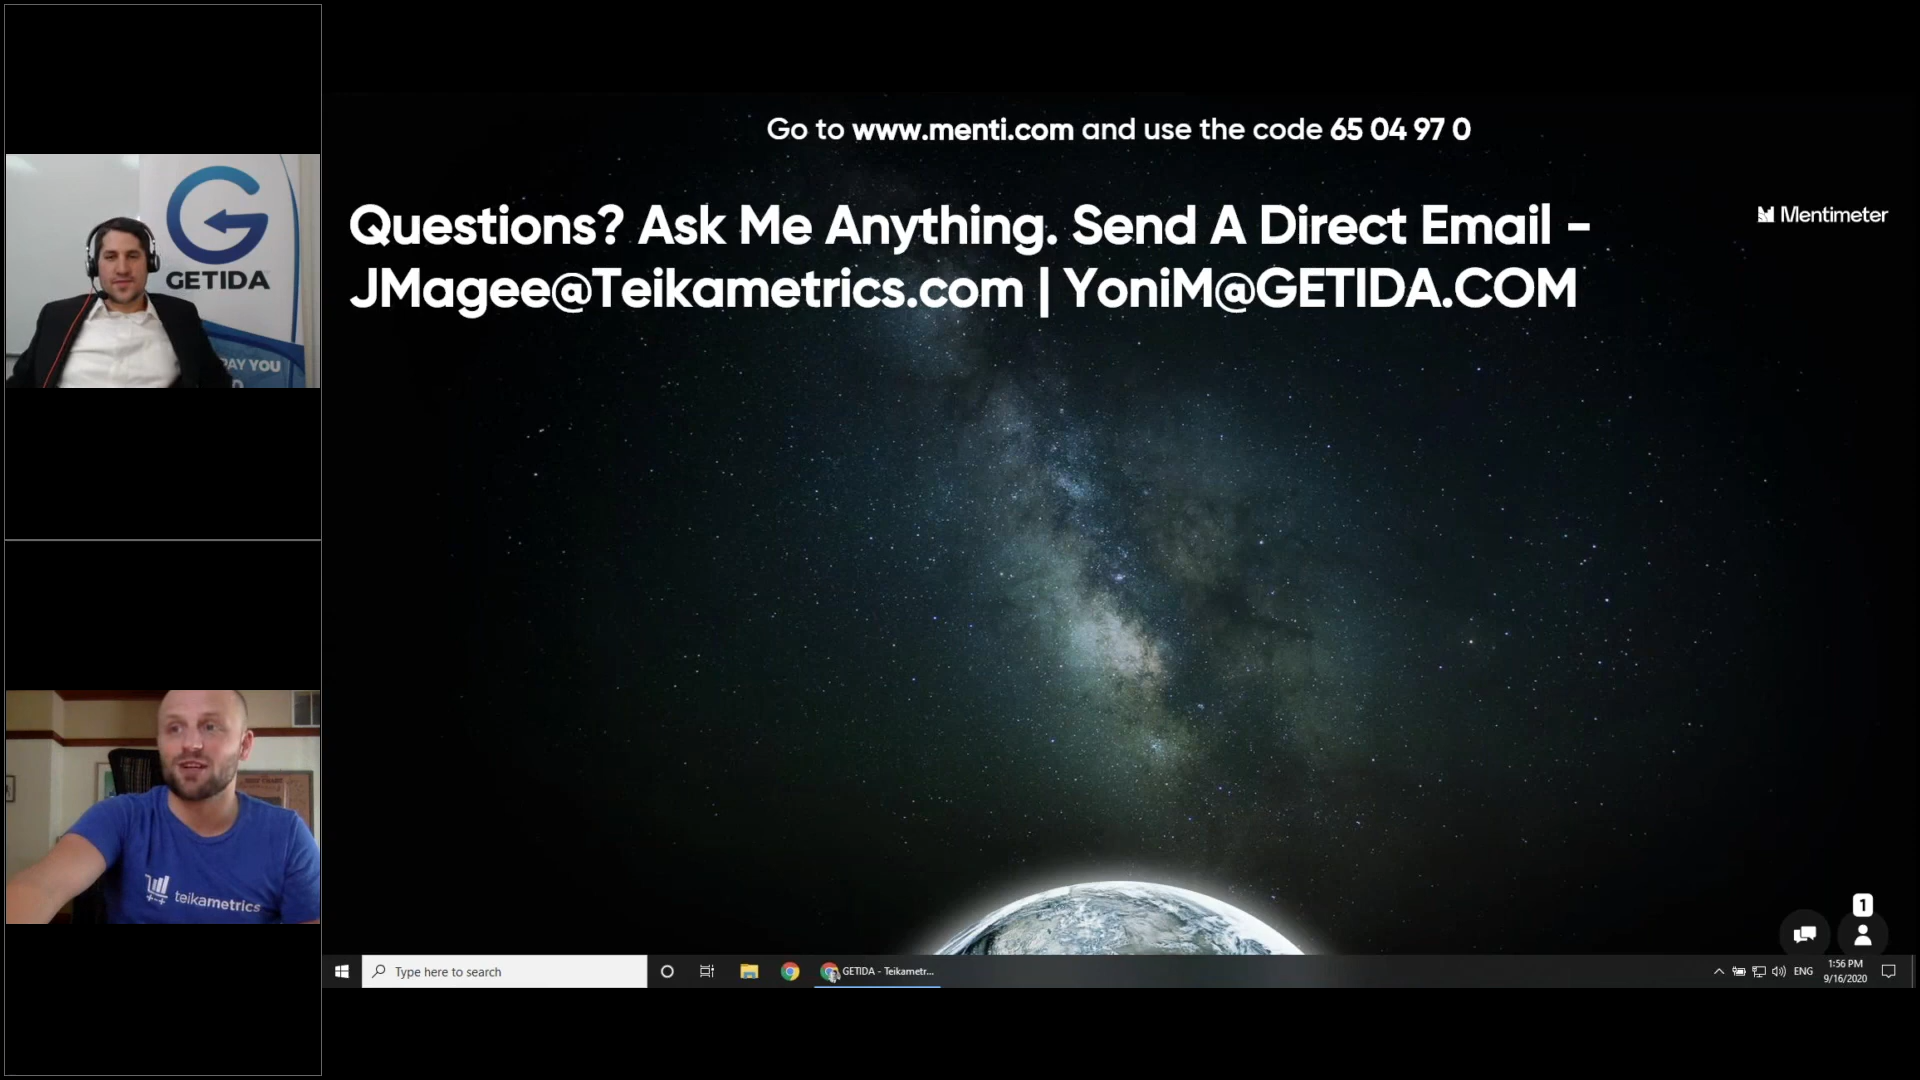 Go to www.menti.com and use the code 65 04 97 0
Questions? Ask Me Anything. Send A Direct Email -
JMagee@Teikametrics.com | YoniM@GETIDA.COM
Mentimeter
GETIDA
PAY YOU
teikametrics
1
Type here to search
GETIDA - Teikametr...
ENG
1:56 PM
9/16/2020